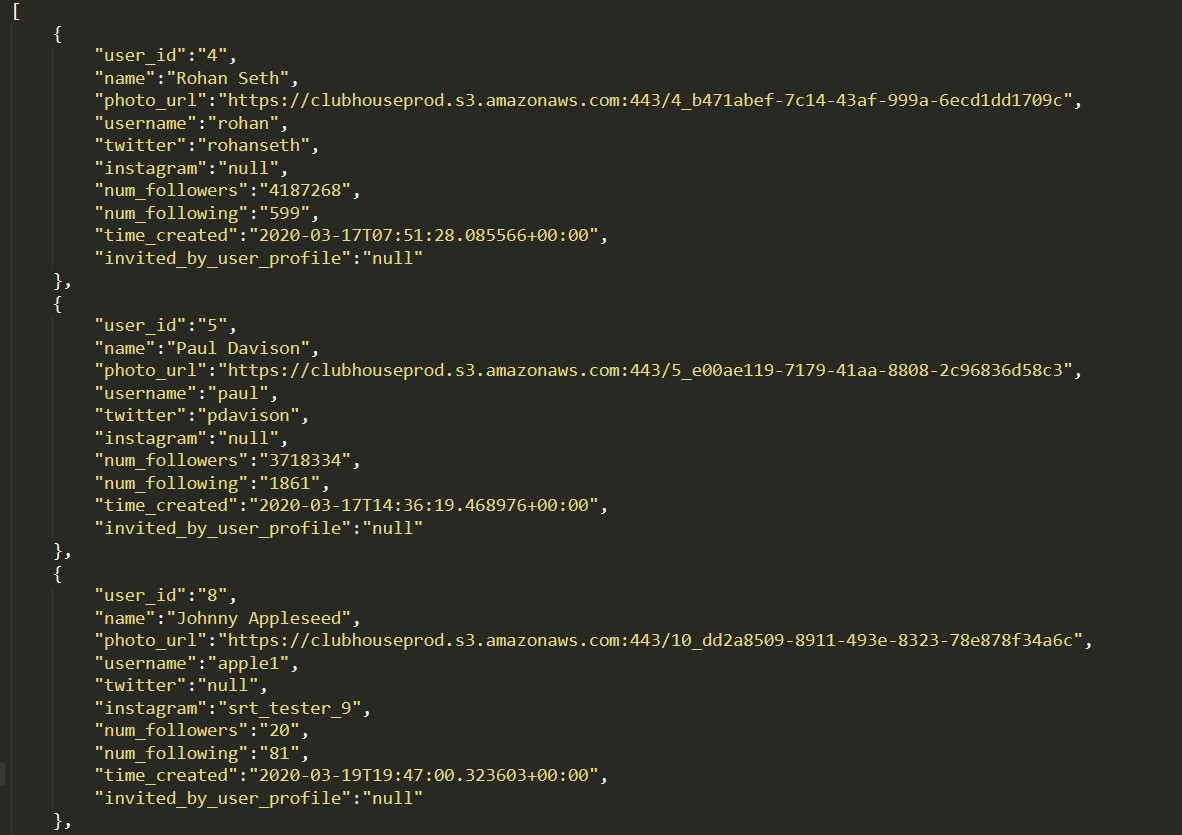 [
{
"user_id":"4",
"name":"Rohan Seth",
"photo_url":"https://clubhouseprod.s3.amazonaws.com:443/4_b471abef-7c14-43af-999a-6ecd1dd1709c",
"username":"rohan",
"twitter":"rohanseth",
"instagram":"null",
"num_followers":"4187268",
"num_following":"599",
"time_created":"2020-03-17T07:51:28.085566+00:00",
"invited_by_user_profile":"null"
},
{
"user_id":"5",
"name":"Paul Davison",
"photo_url":"https://clubhouseprod.s3.amazonaws.com:443/5_e00ae119-7179-41aa-8808-2c96836d58c3",
"username":"paul",
"twitter":"pdavison",
"instagram":"null",
"num_followers":"3718334",
"num_following":"1861",
"time_created":"2020-03-17T14:36:19.468976+00:00",
"invited_by_user_profile":"null"
},
{
"user_id":"8",
"name":"Johnny Appleseed",
"photo_url":"https://clubhouseprod.s3.amazonaws.com:443/10_dd2a8509-8911-493e-8323-78e878f34a6c",
"username":"apple1",
"twitter":"null",
"instagram":"srt_tester_9",
"num_followers":"20",
"num_following":"81",
"time_created":"2020-03-19T19:47:00.323603+00:00",
"invited_by_user_profile":"null"
},